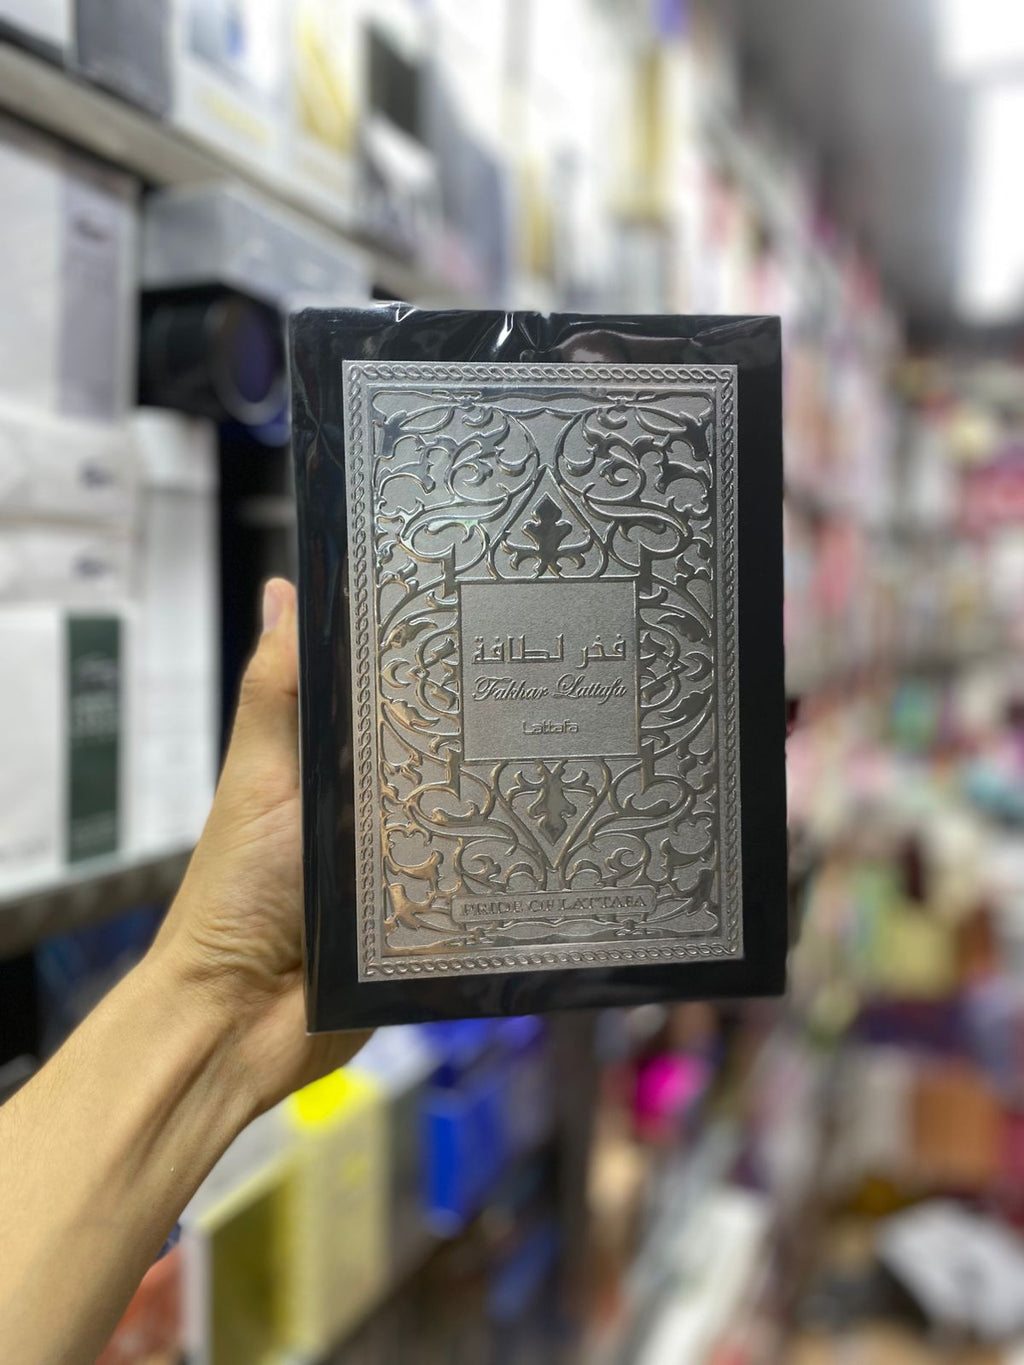 فخر لطافة
Fakhar Lattafa
Lattafa
PRIDE OF LATTAFA